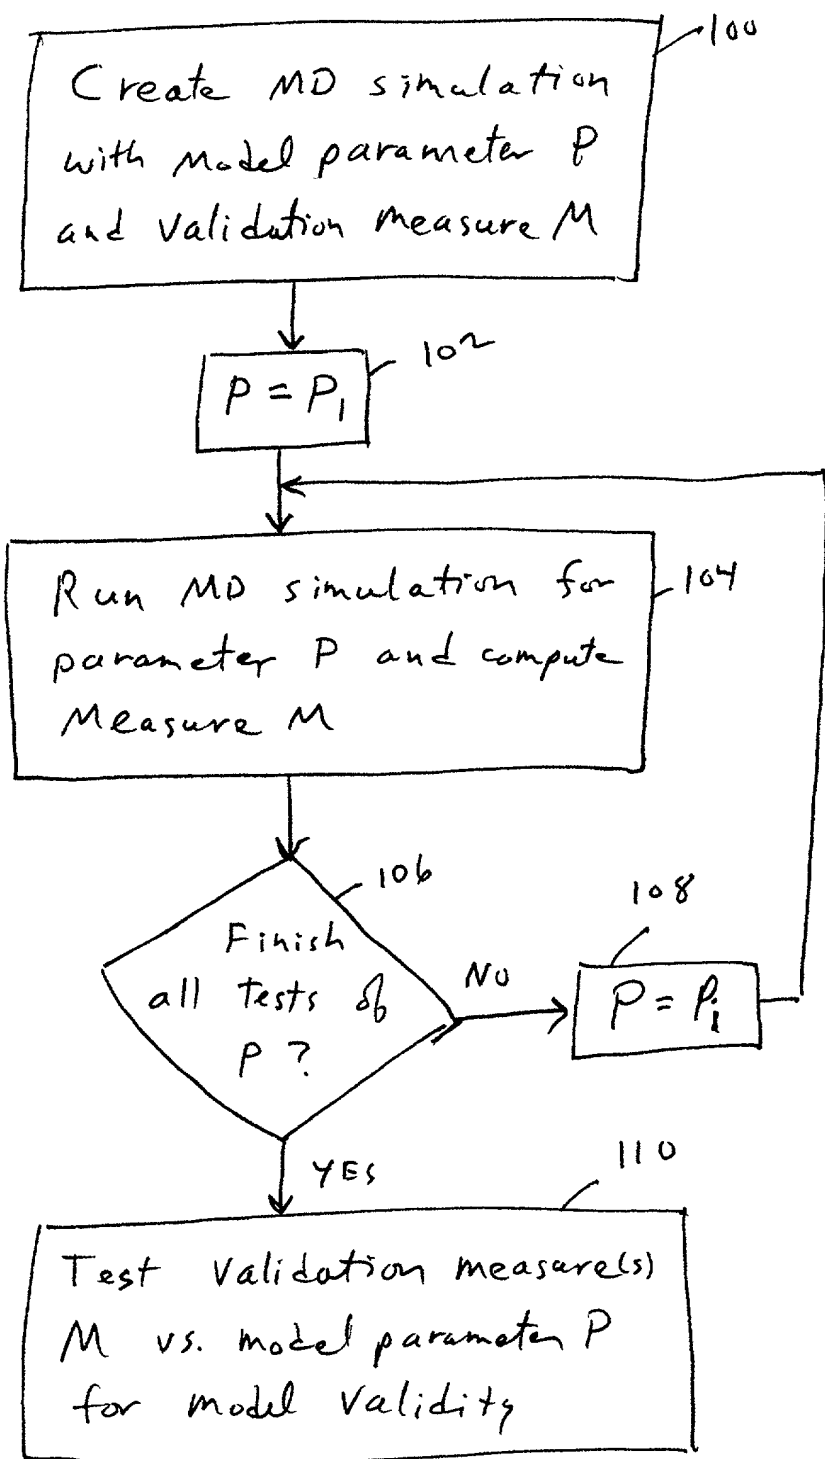 100
Create MD simulation
with Model parameter P
and Validation Measure M
102
P = P₁
104
Run MD simulation for
parameter P and compute
Measure M
106
Finish
all tests of
P ?
NO
108
P = Pᵢ
YES
110
Test Validation measure(s)
M vs. model parameter P
for model Validity